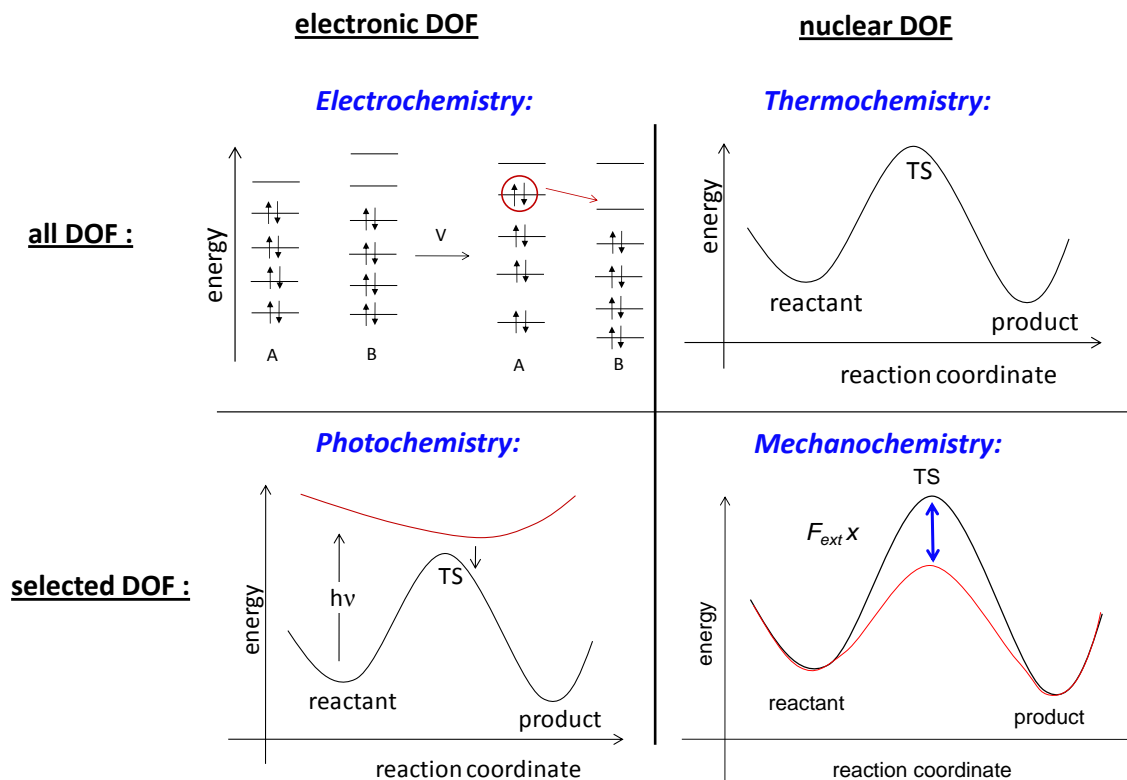 electronic DOF
nuclear DOF
all DOF :
Electrochemistry:
energy
A
B
V
A
B
Thermochemistry:
energy
TS
reactant
product
reaction coordinate
selected DOF :
Photochemistry:
energy
hν
TS
reactant
product
reaction coordinate
Mechanochemistry:
TS
F_ext x
energy
reactant
product
reaction coordinate